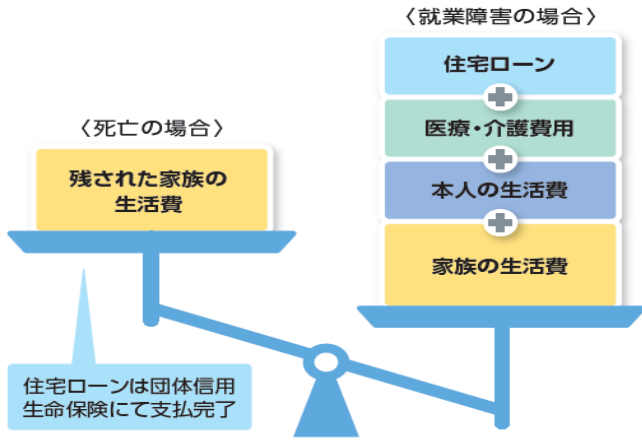 〈死亡の場合〉
残された家族の
生活費
住宅ローンは団体信用
生命保険にて支払完了
〈就業障害の場合〉
住宅ローン
医療・介護費用
本人の生活費
家族の生活費